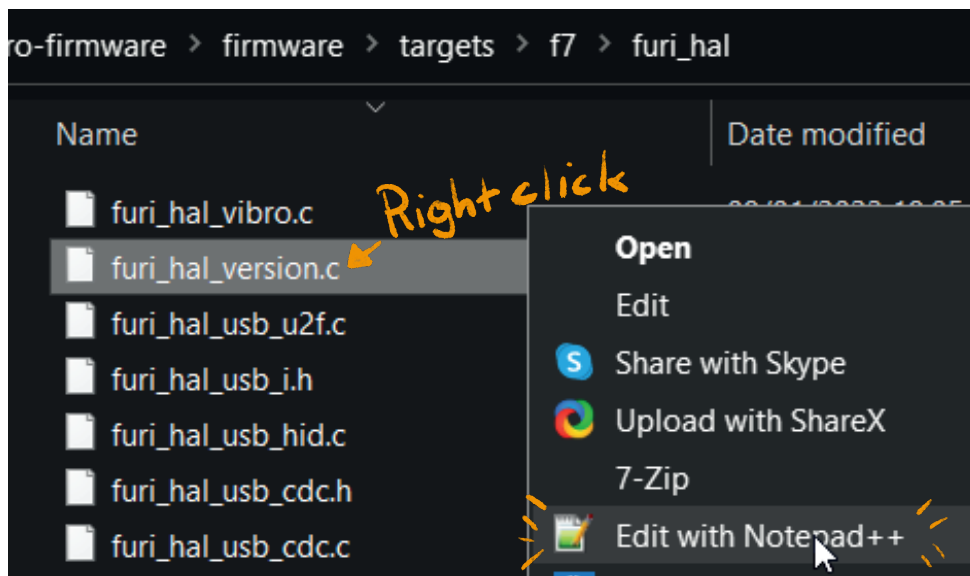 ro-firmware > firmware > targets > f7 > furi_hal
Name
Date modified
furi_hal_vibro.c
Right click
furi_hal_version.c
furi_hal_usb_u2f.c
furi_hal_usb_i.h
furi_hal_usb_hid.c
furi_hal_usb_cdc.h
furi_hal_usb_cdc.c
Open
Edit
Share with Skype
Upload with ShareX
7-Zip
Edit with Notepad++